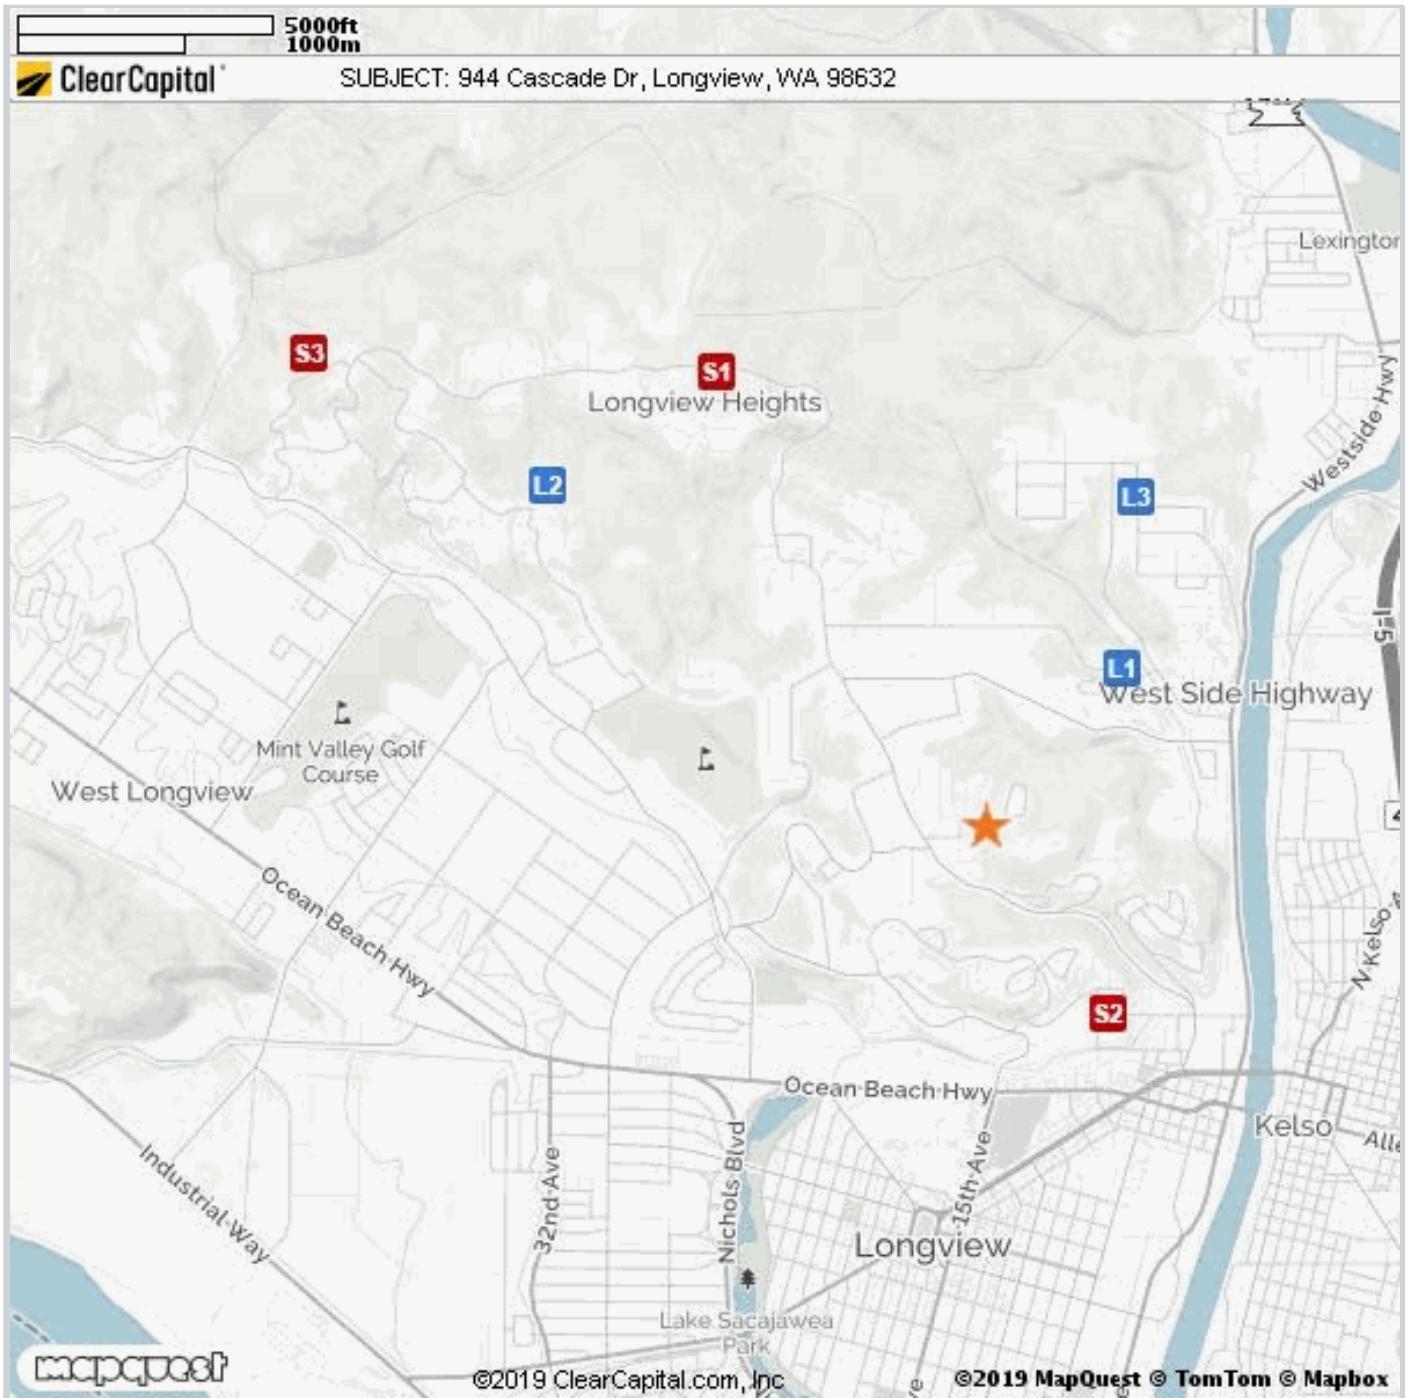 5000ft
1000m
ClearCapital
SUBJECT: 944 Cascade Dr, Longview, WA 98632
Lexington
S3
S1
Longview Heights
Westside Hwy
L2
L3
I-5
L1
West Side Highway
Mint Valley Golf
Course
West Longview
4
Ocean Beach Hwy
N Kelso
S2
Ocean Beach Hwy
Kelso
Alle
Industrial Way
32nd Ave
Nichols Blvd
15th Ave
Longview
Lake Sacajawea
Park
mapquest
©2019 ClearCapital.com, Inc
©2019 MapQuest © TomTom © Mapbox